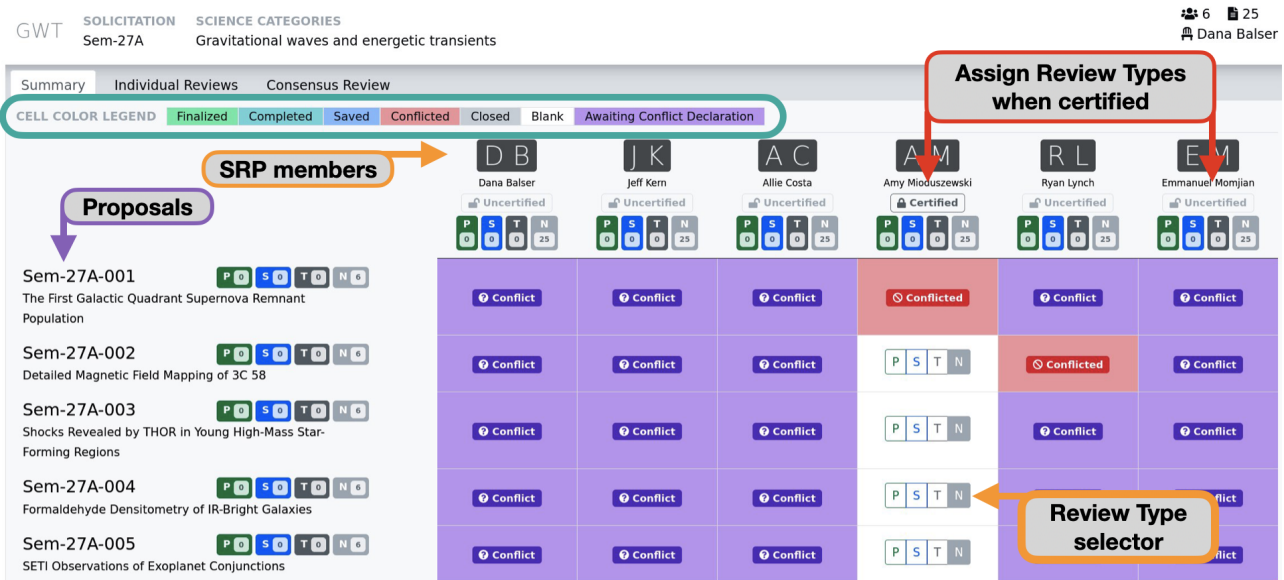 GWT
SOLICITATION SCIENCE CATEGORIES
Sem-27A Gravitational waves and energetic transients
6 25
Dana Balser
Summary Individual Reviews Consensus Review
Assign Review Types
when certified
CELL COLOR LEGEND Finalized Completed Saved Conflicted Closed Blank Awaiting Conflict Declaration
SRP members
Proposals
D B J K A C A M R L E M
Dana Balser Jeff Kern Allie Costa Amy Mioduszewski Ryan Lynch Emmanuel Momjian
Uncertified Uncertified Uncertified Certified Uncertified Uncertified
P S T N P S T N P S T N P S T N P S T N P S T N
0 0 0 25 0 0 0 25 0 0 0 25 0 0 0 25 0 0 0 25 0 0 0 25
Sem-27A-001 P 0 S 0 T 0 N 6
The First Galactic Quadrant Supernova Remnant
Population
Conflict Conflict Conflict Conflicted Conflict Conflict
Sem-27A-002 P 0 S 0 T 0 N 6
Detailed Magnetic Field Mapping of 3C 58
Conflict Conflict Conflict P S T N Conflicted Conflict
Sem-27A-003 P 0 S 0 T 0 N 6
Shocks Revealed by THOR in Young High-Mass Star-
Forming Regions
Conflict Conflict Conflict P S T N Conflict Conflict
Sem-27A-004 P 0 S 0 T 0 N 6
Formaldehyde Densitometry of IR-Bright Galaxies
Conflict Conflict Conflict P S T N
Review Type
selector
Sem-27A-005 P 0 S 0 T 0 N 6
SETI Observations of Exoplanet Conjunctions
Conflict Conflict Conflict P S T N